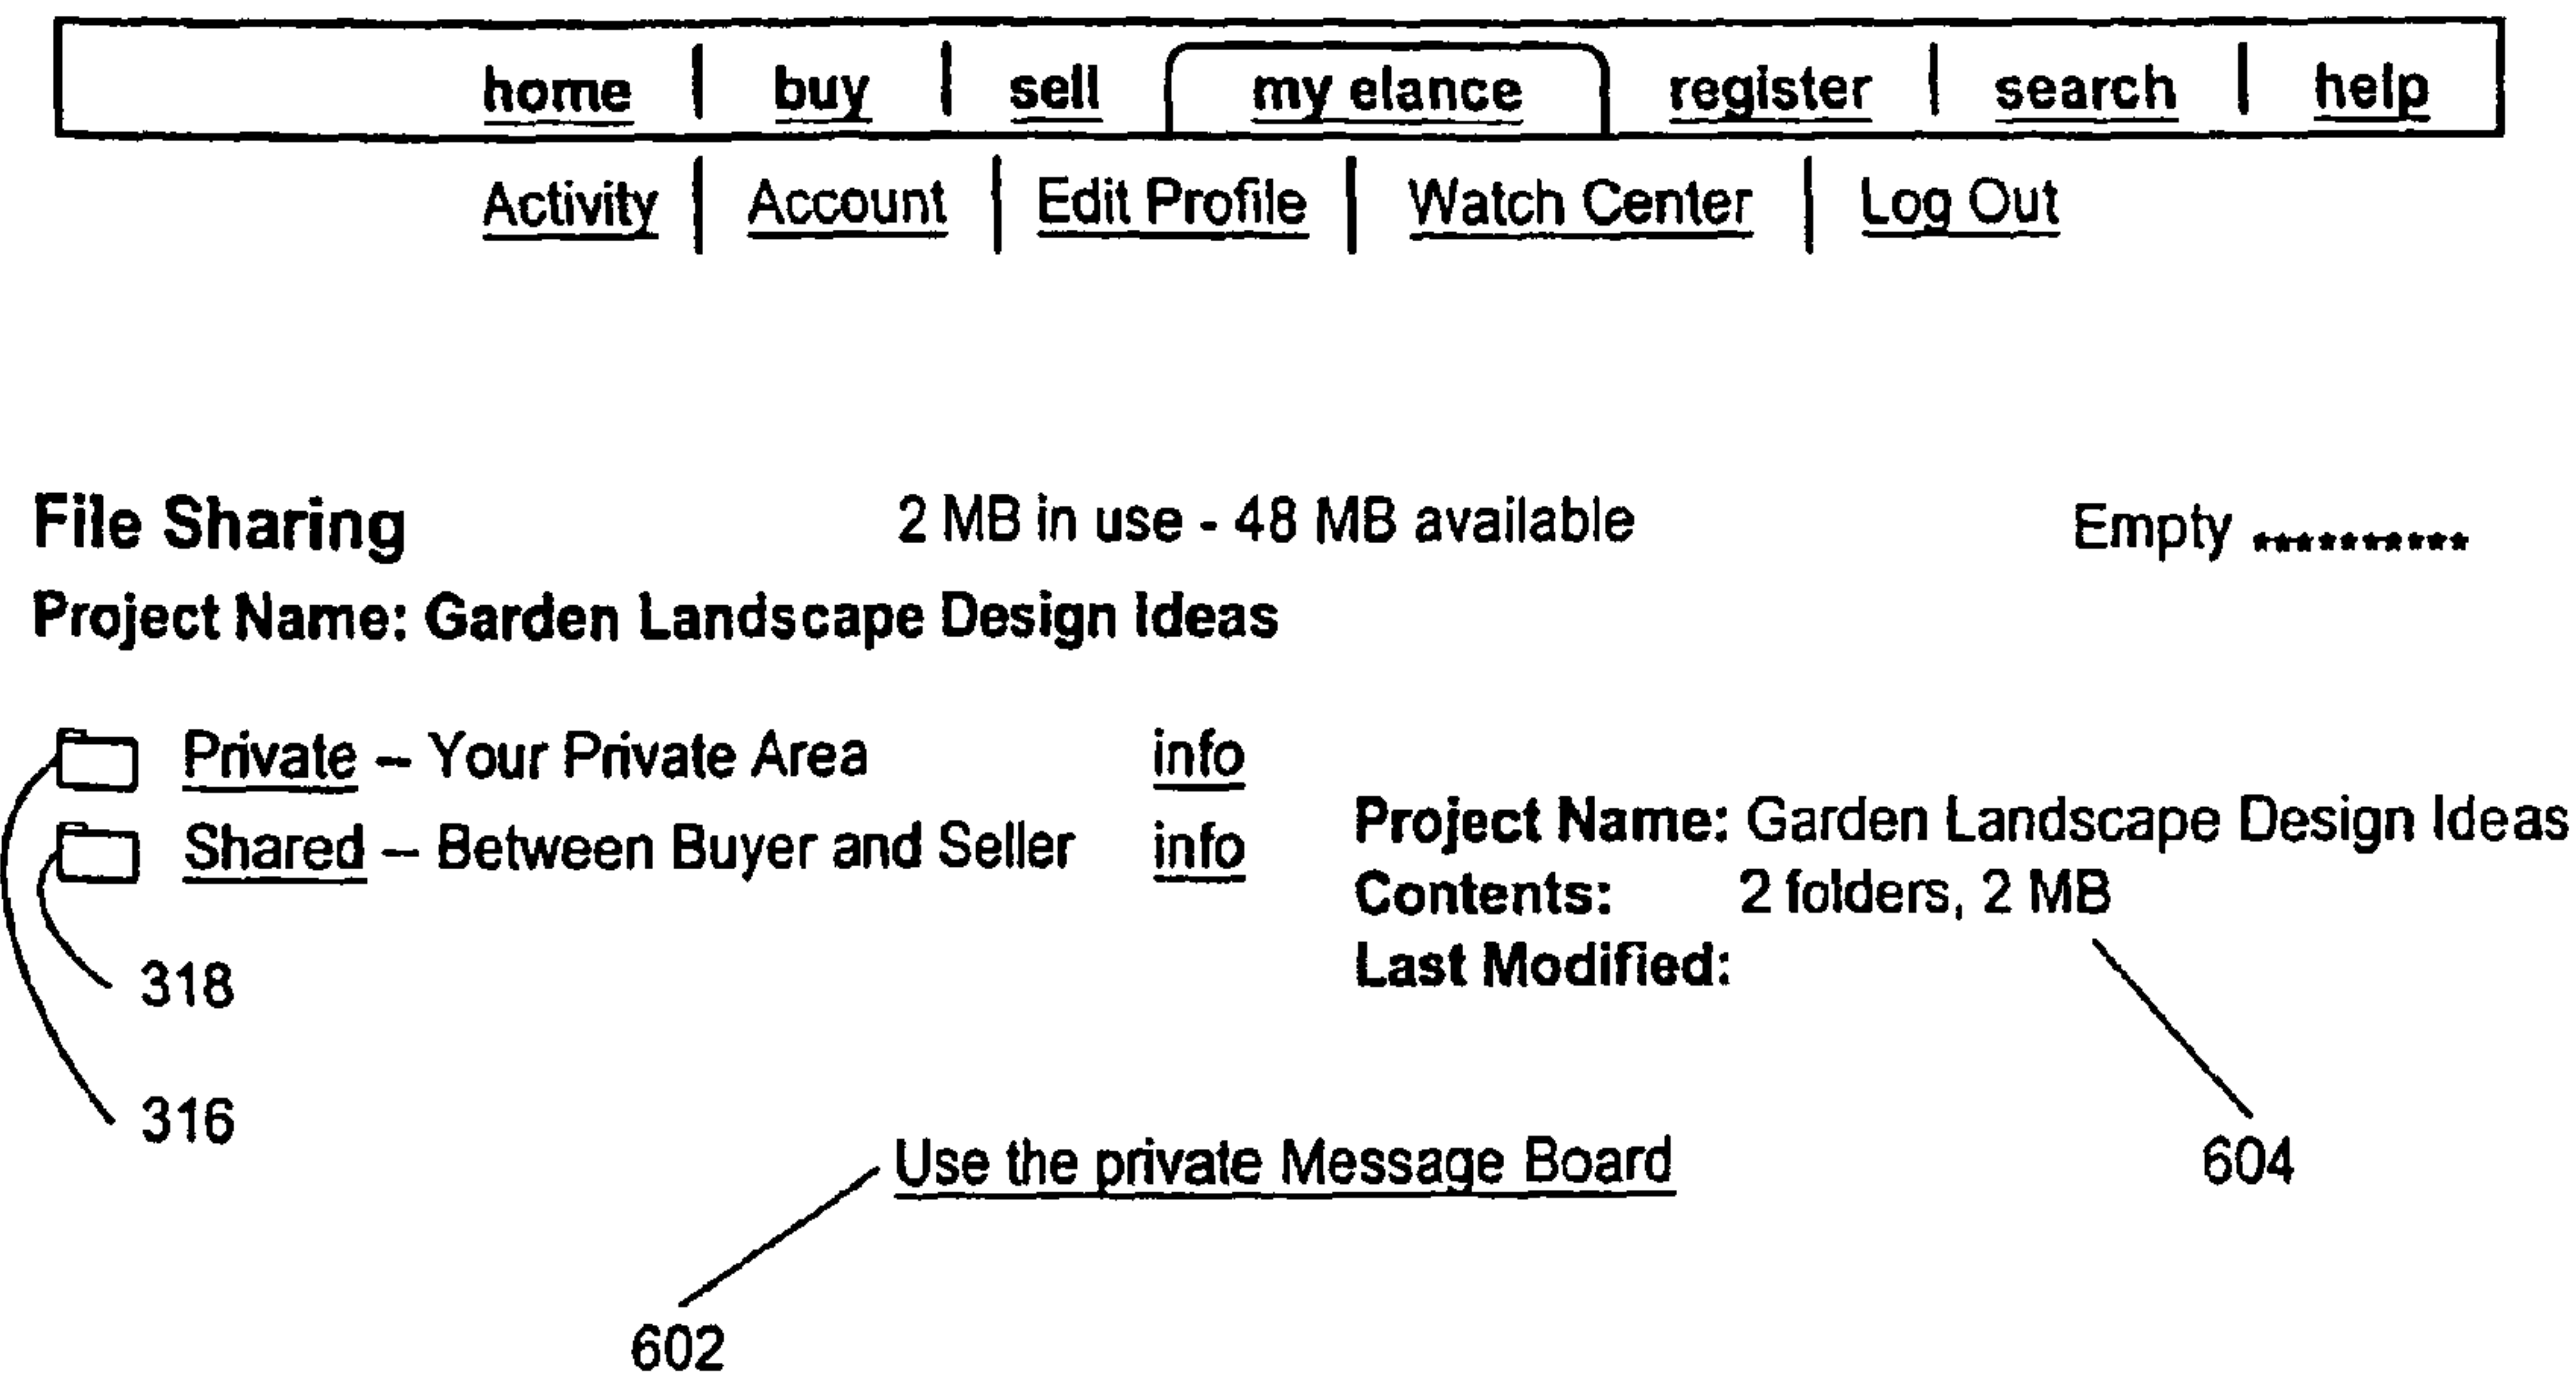 home | buy | sell my elance register | search | help
Activity | Account | Edit Profile | Watch Center | Log Out
File Sharing 2 MB in use - 48 MB available Empty **********
Project Name: Garden Landscape Design Ideas
Private – Your Private Area info
Shared – Between Buyer and Seller info
Project Name: Garden Landscape Design Ideas
Contents: 2 folders, 2 MB
Last Modified:
318
316
Use the private Message Board
604
602